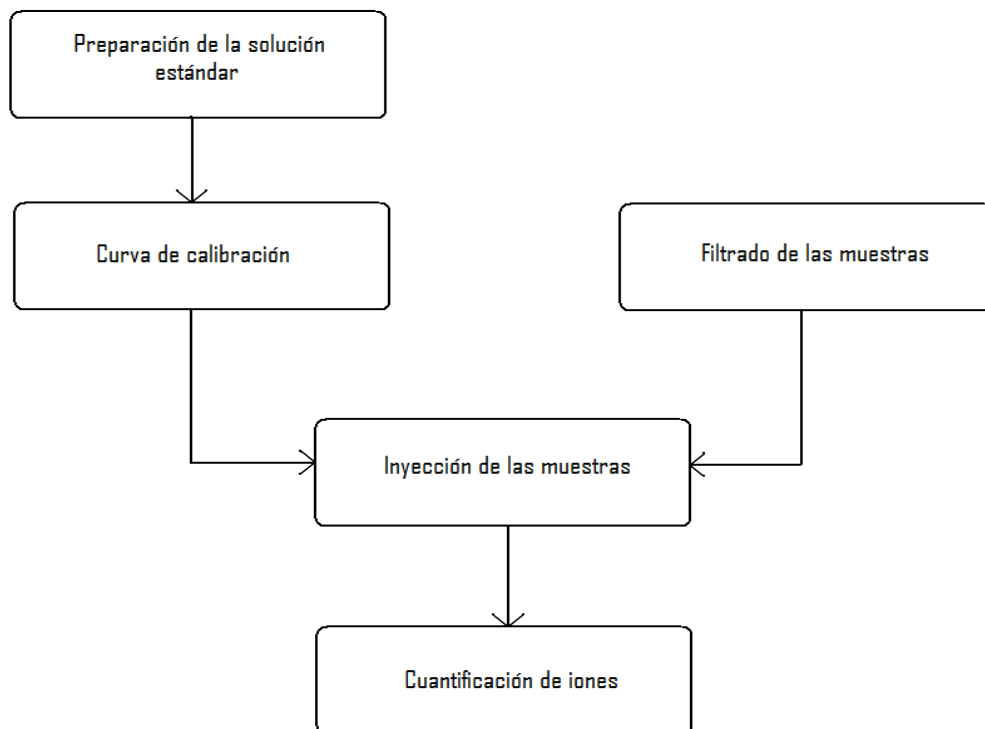 Preparación de la solución
estándar
Curva de calibración
Filtrado de las muestras
Inyección de las muestras
Cuantificación de iones